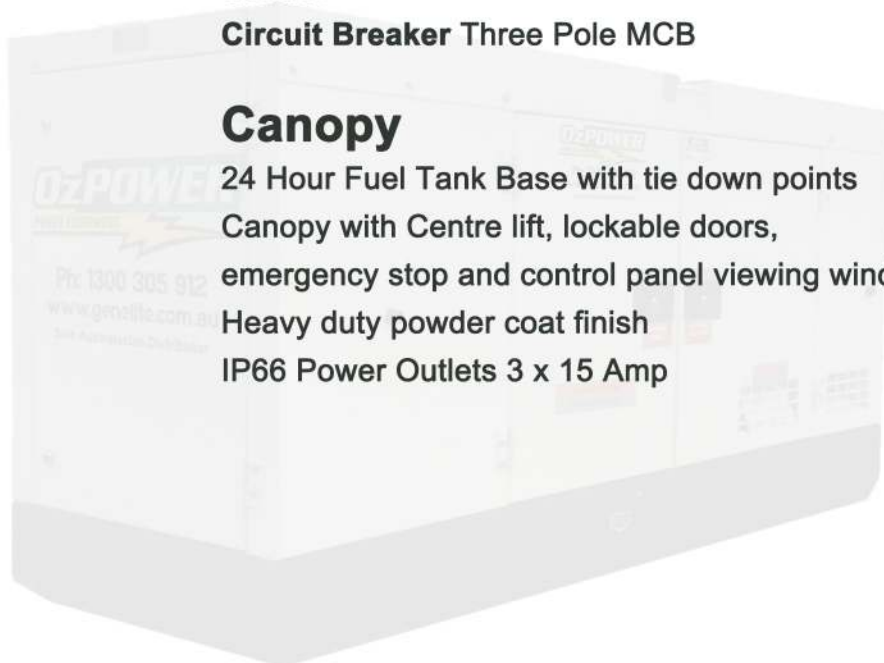 Circuit Breaker Three Pole MCB
Canopy
24 Hour Fuel Tank Base with tie down points
Canopy with Centre lift, lockable doors,
emergency stop and control panel viewing wind
Heavy duty powder coat finish
IP66 Power Outlets 3 x 15 Amp
OzPOWER
OzPOWER
Ph: 1300 305 912
www.genelite.com.au